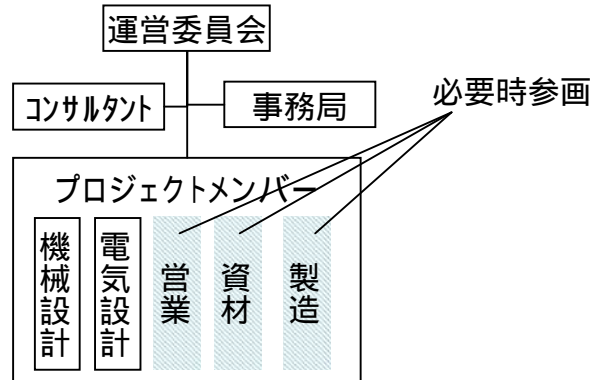 運営委員会
コンサルタント
事務局
必要時参画
プロジェクトメンバー
機械設計
電気設計
営業
資材
製造